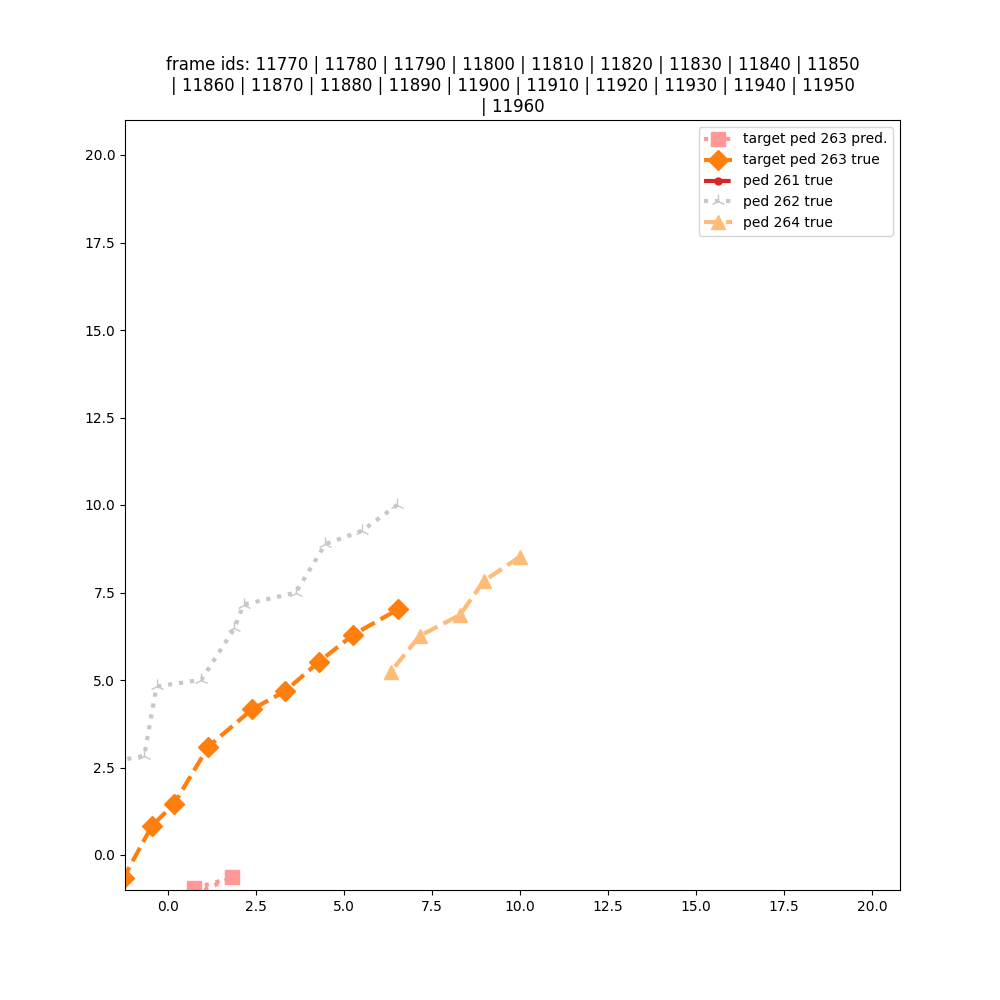 frame ids: 11770 | 11780 | 11790 | 11800 | 11810 | 11820 | 11830 | 11840 | 11850
| 11860 | 11870 | 11880 | 11890 | 11900 | 11910 | 11920 | 11930 | 11940 | 11950
| 11960
target ped 263 pred.
target ped 263 true
ped 261 true
ped 262 true
ped 264 true
20.0
17.5
15.0
12.5
10.0
7.5
5.0
2.5
0.0
0.0 2.5 5.0 7.5 10.0 12.5 15.0 17.5 20.0